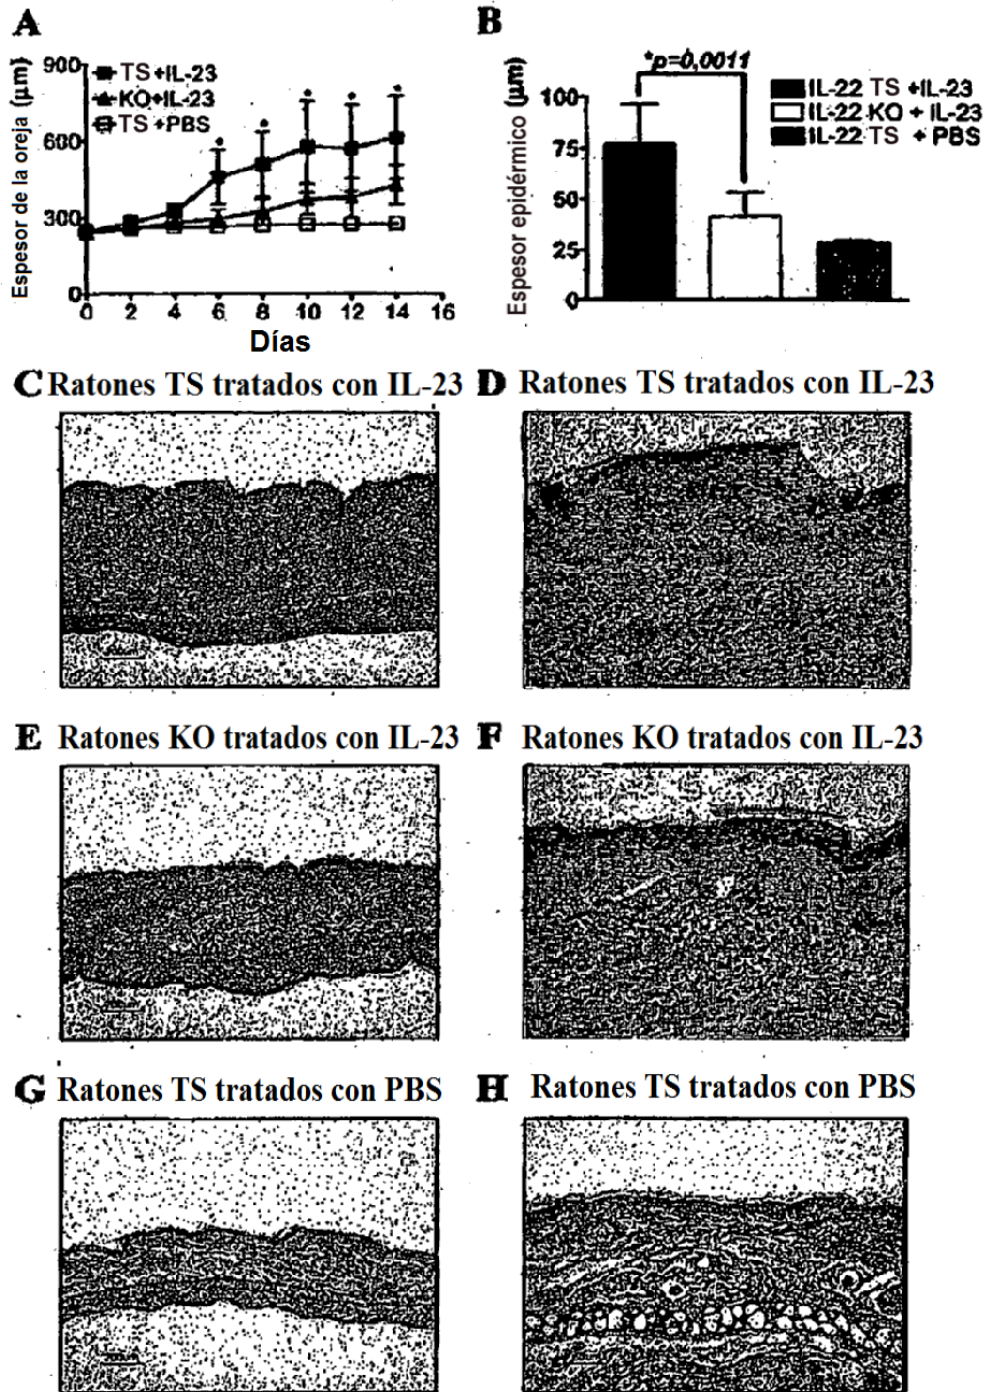 A
B
Espesor de la oreja (µm)
900
600
300
0
TS+IL-23
KO+IL-23
TS+PBS
0 2 4 6 8 10 12 14 16
Días
Espesor epidérmico (µm)
100
75
50
25
0
*p=0,0011
IL-22 TS +IL-23
IL-22 KO + IL-23
IL-22 TS + PBS
C Ratones TS tratados con IL-23
D Ratones TS tratados con IL-23
E Ratones KO tratados con IL-23
F Ratones KO tratados con IL-23
G Ratones TS tratados con PBS
H Ratones TS tratados con PBS